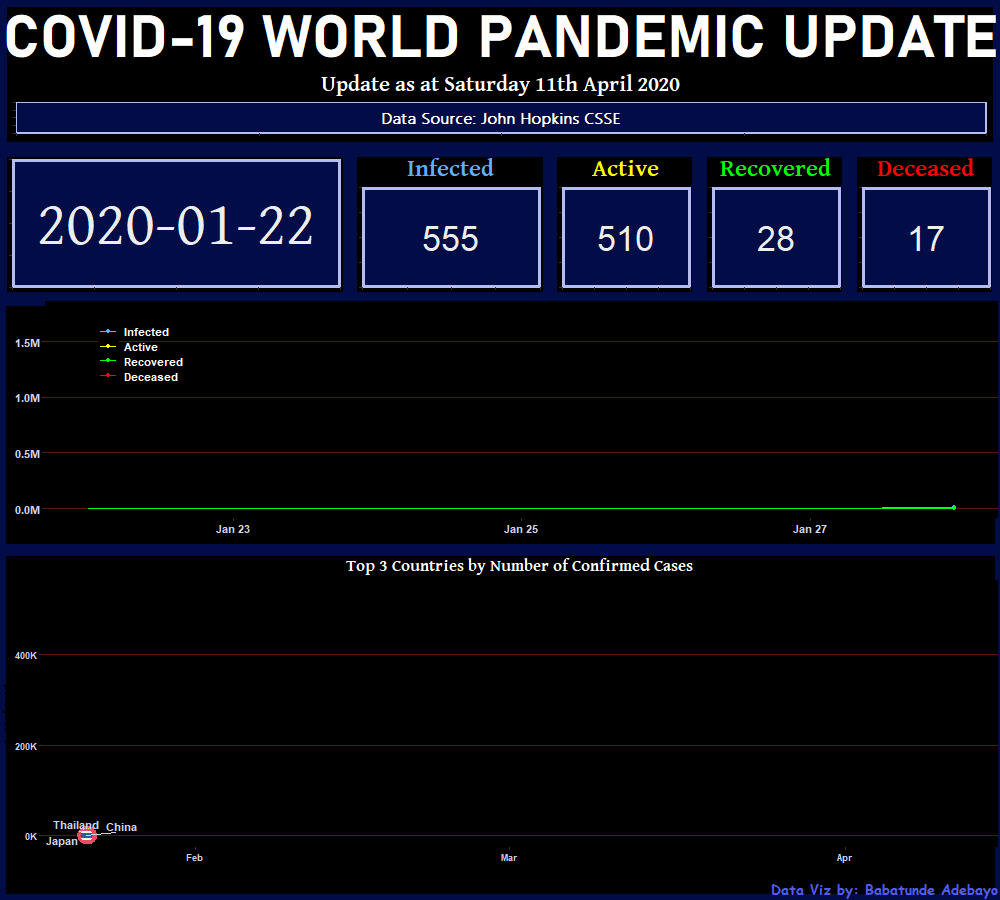 COVID-19 WORLD PANDEMIC UPDATE
Update as at Saturday 11th April 2020
Data Source: John Hopkins CSSE
2020-01-22
Infected
555
Active
510
Recovered
28
Deceased
17
Infected
Active
Recovered
Deceased
1.5M
1.0M
0.5M
0.0M
Jan 23 Jan 25 Jan 27
Top 3 Countries by Number of Confirmed Cases
400K
200K
0K
Thailand China
Japan
Feb Mar Apr
Data Viz by: Babatunde Adebayo